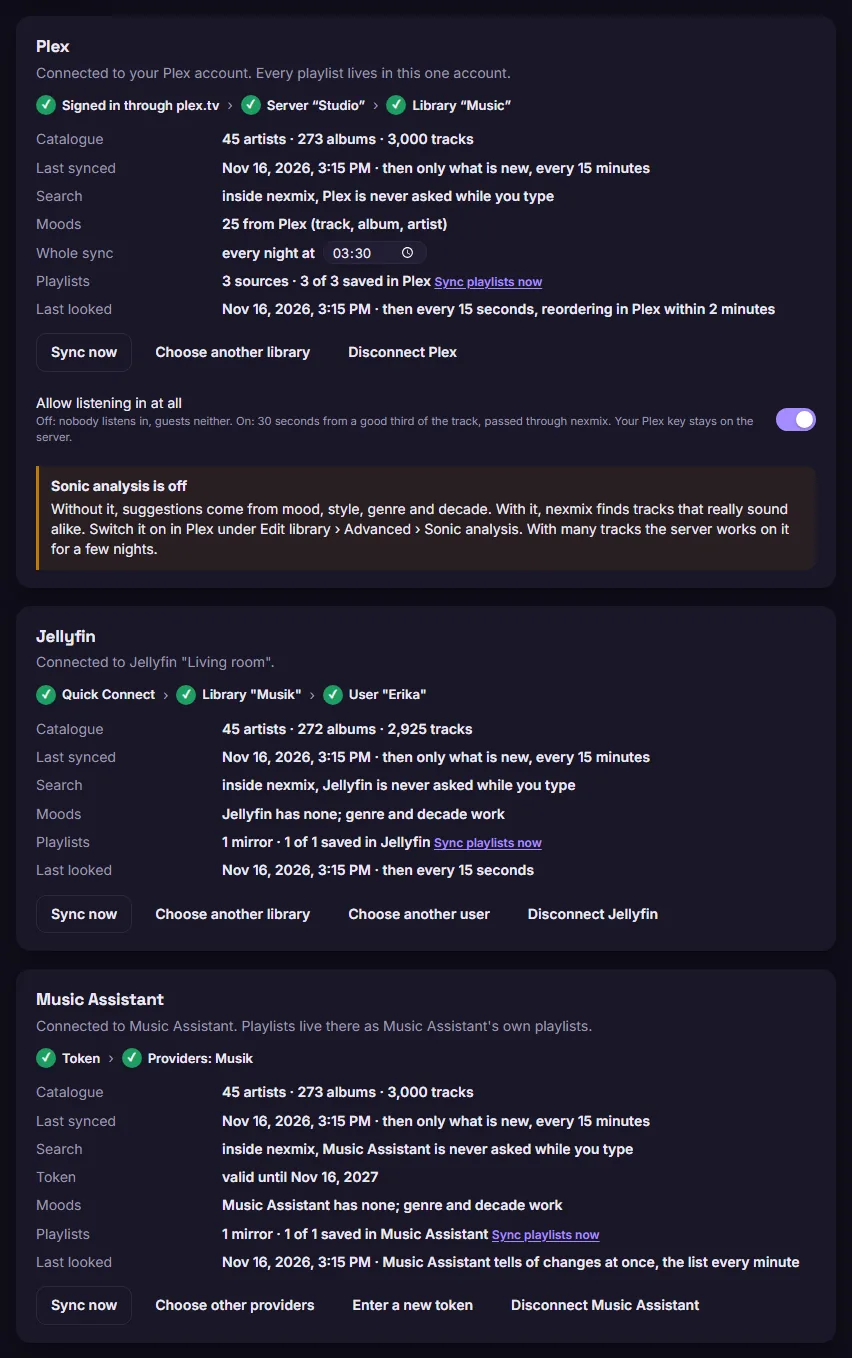 Plex
Connected to your Plex account. Every playlist lives in this one account.
Signed in through plex.tv › Server “Studio” › Library “Music”
Catalogue 45 artists · 273 albums · 3,000 tracks
Last synced Nov 16, 2026, 3:15 PM · then only what is new, every 15 minutes
Search inside nexmix, Plex is never asked while you type
Moods 25 from Plex (track, album, artist)
Whole sync every night at 03:30
Playlists 3 sources · 3 of 3 saved in Plex Sync playlists now
Last looked Nov 16, 2026, 3:15 PM · then every 15 seconds, reordering in Plex within 2 minutes
Sync now Choose another library Disconnect Plex
Allow listening in at all
Off: nobody listens in, guests neither. On: 30 seconds from a good third of the track, passed through nexmix. Your Plex key stays on the
server.
Sonic analysis is off
Without it, suggestions come from mood, style, genre and decade. With it, nexmix finds tracks that really sound
alike. Switch it on in Plex under Edit library › Advanced › Sonic analysis. With many tracks the server works on it
for a few nights.
Jellyfin
Connected to Jellyfin "Living room".
Quick Connect › Library "Musik" › User "Erika"
Catalogue 45 artists · 272 albums · 2,925 tracks
Last synced Nov 16, 2026, 3:15 PM · then only what is new, every 15 minutes
Search inside nexmix, Jellyfin is never asked while you type
Moods Jellyfin has none; genre and decade work
Playlists 1 mirror · 1 of 1 saved in Jellyfin Sync playlists now
Last looked Nov 16, 2026, 3:15 PM · then every 15 seconds
Sync now Choose another library Choose another user Disconnect Jellyfin
Music Assistant
Connected to Music Assistant. Playlists live there as Music Assistant's own playlists.
Token › Providers: Musik
Catalogue 45 artists · 273 albums · 3,000 tracks
Last synced Nov 16, 2026, 3:15 PM · then only what is new, every 15 minutes
Search inside nexmix, Music Assistant is never asked while you type
Token valid until Nov 16, 2027
Moods Music Assistant has none; genre and decade work
Playlists 1 mirror · 1 of 1 saved in Music Assistant Sync playlists now
Last looked Nov 16, 2026, 3:15 PM · Music Assistant tells of changes at once, the list every minute
Sync now Choose other providers Enter a new token Disconnect Music Assistant